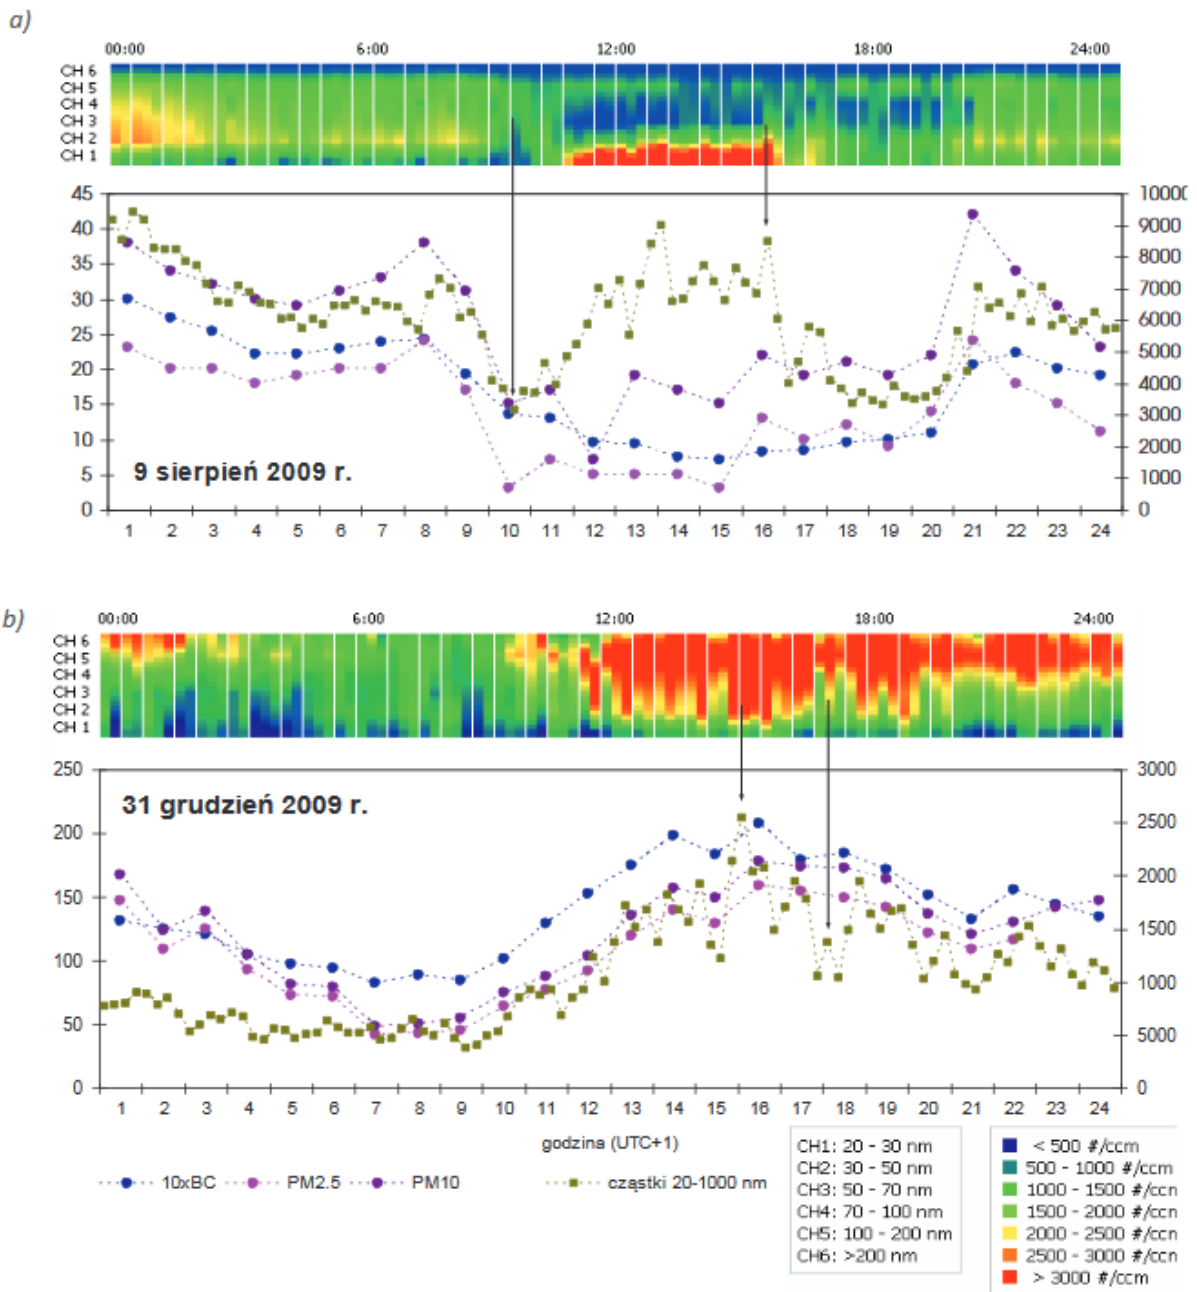 a)
00:00 6:00 12:00 18:00 24:00
CH 6
CH 5
CH 4
CH 3
CH 2
CH 1
45 10000
40 9000
35 8000
30 7000
25 6000
20 5000
15 4000
10 3000
5 2000
0 1000
0
9 sierpień 2009 r.
1 2 3 4 5 6 7 8 9 10 11 12 13 14 15 16 17 18 19 20 21 22 23 24
b)
00:00 6:00 12:00 18:00 24:00
CH 6
CH 5
CH 4
CH 3
CH 2
CH 1
250 3000
200 2500
150 2000
100 1500
50 1000
0 5000
0
31 grudzień 2009 r.
1 2 3 4 5 6 7 8 9 10 11 12 13 14 15 16 17 18 19 20 21 22 23 24
godzina (UTC+1)
10xBC PM2.5 PM10 cząstki 20-1000 nm
CH1: 20 - 30 nm
CH2: 30 - 50 nm
CH3: 50 - 70 nm
CH4: 70 - 100 nm
CH5: 100 - 200 nm
CH6: >200 nm
< 500 #/ccm
500 - 1000 #/ccm
1000 - 1500 #/ccn
1500 - 2000 #/ccn
2000 - 2500 #/ccn
2500 - 3000 #/ccn
> 3000 #/ccm